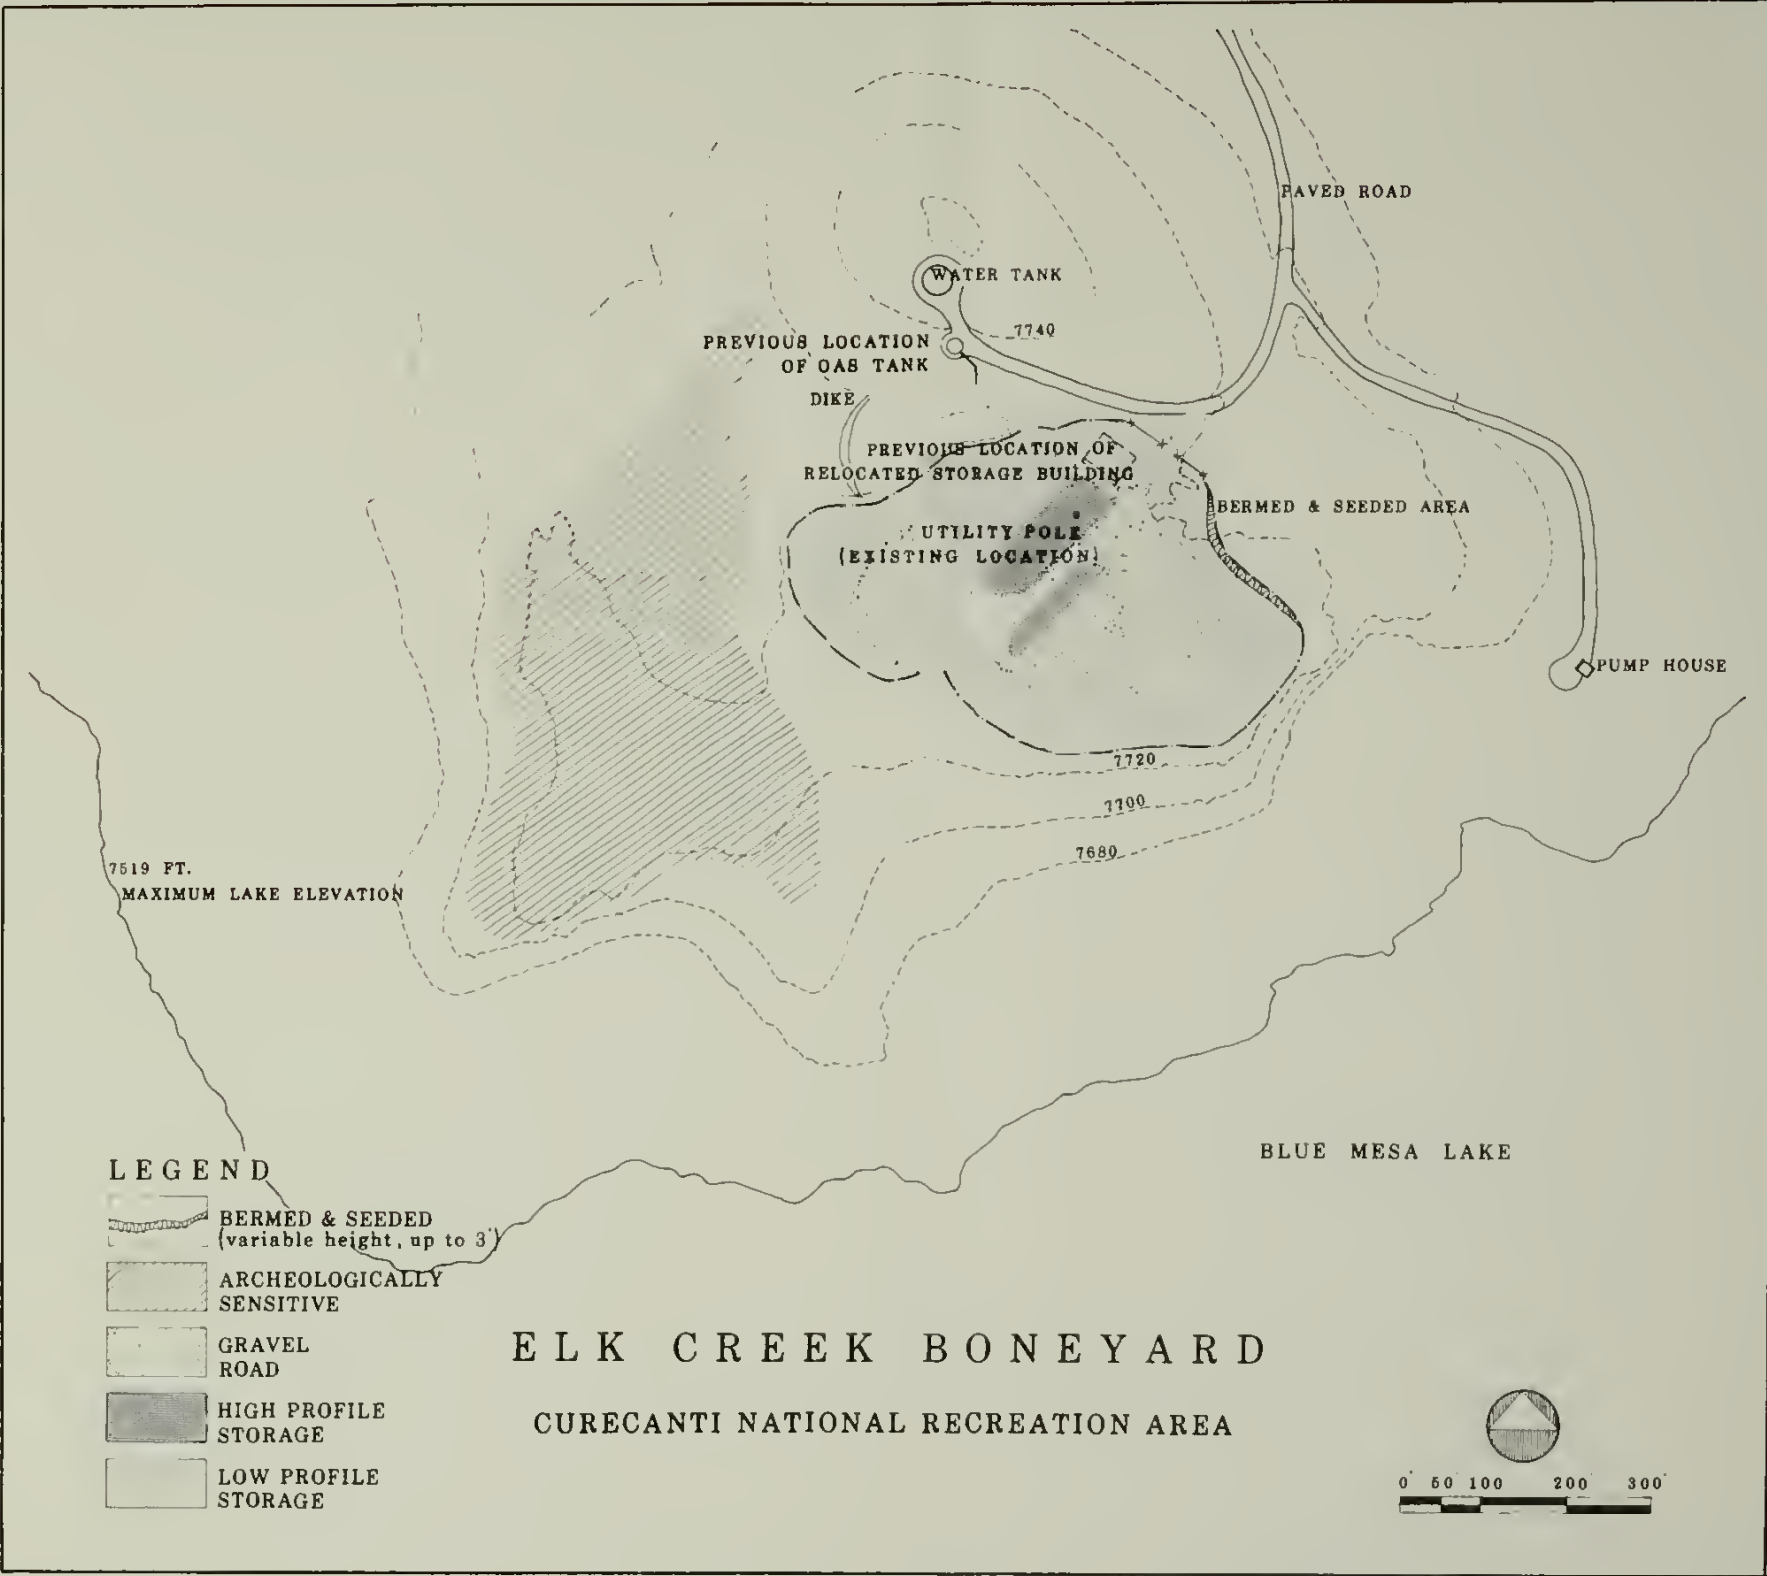 PAVED ROAD
WATER TANK
7740
PREVIOUS LOCATION
OF GAS TANK
DIKE
PREVIOUS LOCATION OF
RELOCATED STORAGE BUILDING
BERMED & SEEDED AREA
UTILITY POLE
(EXISTING LOCATION)
PUMP HOUSE
7720
7700
7680
7519 FT.
MAXIMUM LAKE ELEVATION
BLUE MESA LAKE
LEGEND
BERMED & SEEDED
(variable height, up to 3')
ARCHEOLOGICALLY
SENSITIVE
GRAVEL
ROAD
HIGH PROFILE
STORAGE
LOW PROFILE
STORAGE
ELK CREEK BONEYARD
CURECANTI NATIONAL RECREATION AREA
0' 50' 100 200' 300'